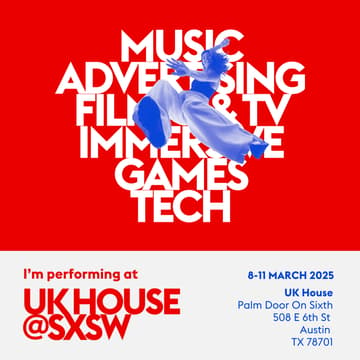 MUSIC
ADVERTISING
FILM & TV
IMMERSIVE
GAMES
TECH
I'm performing at
UK HOUSE
@SXSW
8-11 MARCH 2025
UK House
Palm Door On Sixth
508 E 6th St
Austin
TX 78701